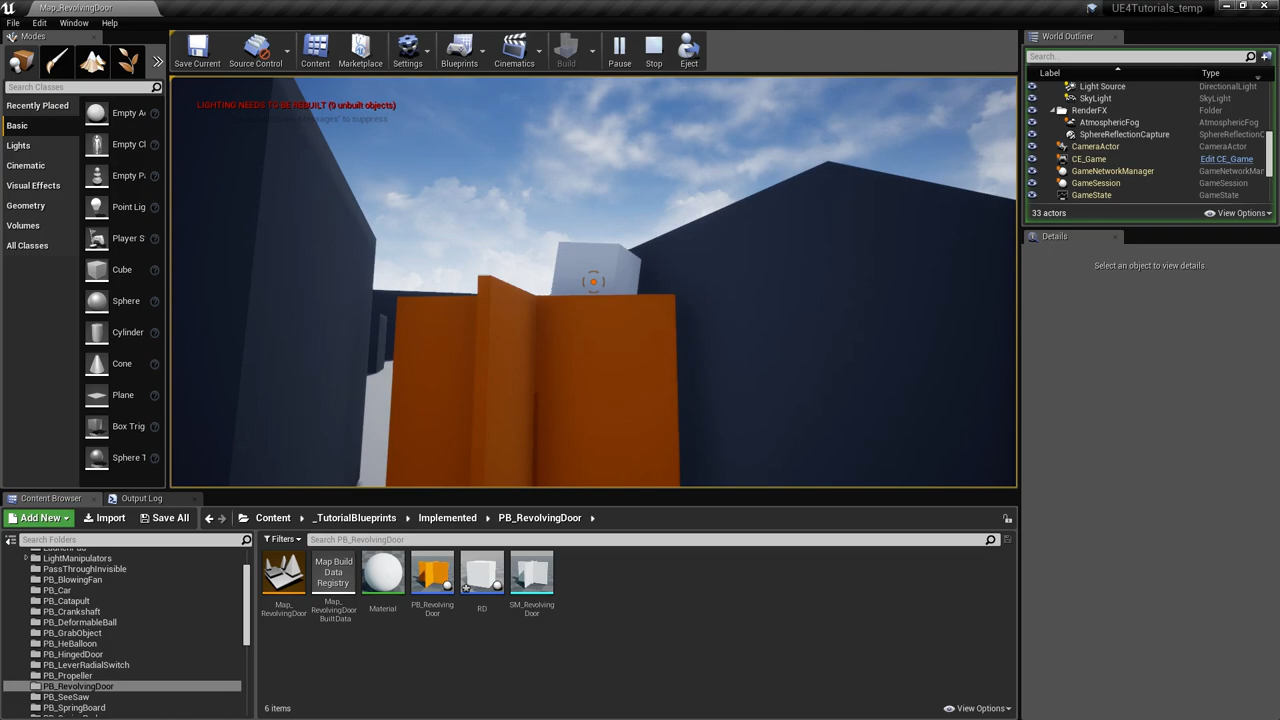 Map_RevolvingDoor
UE4Tutorials_temp
File Edit Window Help
Modes
Search Classes
Recently Placed
Basic
Lights
Cinematic
Visual Effects
Geometry
Volumes
All Classes
Empty A
Empty Cl
Empty P
Point Lig
Player S
Cube
Sphere
Cylinder
Cone
Plane
Box Trig
Sphere T
Save Current
Source Control
Content
Marketplace
Settings
Blueprints
Cinematics
Build
Pause
Stop
Eject
LIGHTING NEEDS TO BE REBUILT (9 unbuilt objects)
to suppress
World Outliner
Search...
Label Type
Light Source DirectionalLight
SkyLight SkyLight
RenderFX Folder
AtmosphericFog AtmosphericFog
SphereReflectionCapture SphereReflectionC
CameraActor CameraActor
CE_Game Edit CE_Game
GameNetworkManager GameNetworkMar
GameSession GameSession
GameState GameState
33 actors View Options
Details
Select an object to view details
Content Browser
Output Log
Add New Import Save All Content _TutorialBlueprints Implemented PB_RevolvingDoor
Search Folders
LightManipulators
PassThroughInvisible
PB_BlowingFan
PB_Car
PB_Catapult
PB_Crankshaft
PB_DeformableBall
PB_GrabObject
PB_HeBalloon
PB_HingedDoor
PB_LeverRadialSwitch
PB_Propeller
PB_RevolvingDoor
PB_SeeSaw
PB_SpringBoard
Filters Search PB_RevolvingDoor
Map Build
Data
Registry
Map_
RevolvingDoor
Map_
RevolvingDoor
BuiltData
Material
PB_Revolving
Door
RD
SM_Revolving
Door
6 items View Options